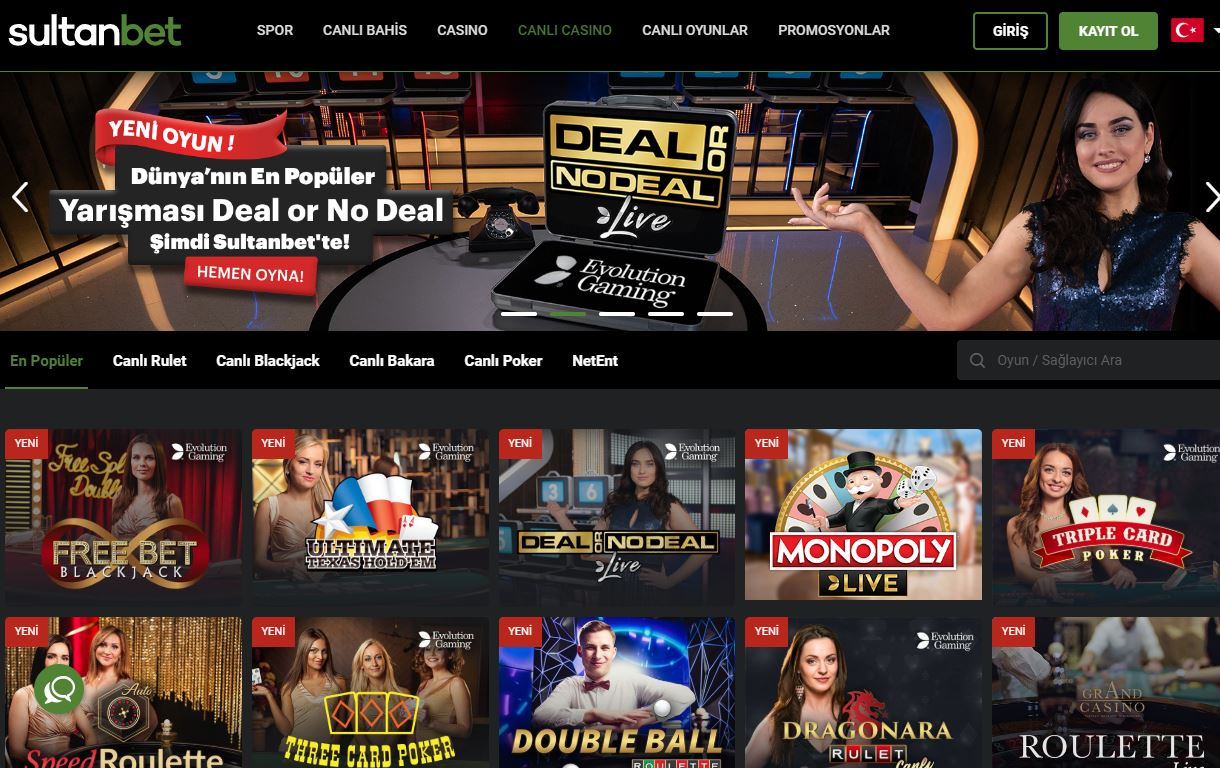 sultanbet
SPOR
CANLI BAHİS
CASINO
CANLI CASINO
CANLI OYUNLAR
PROMOSYONLAR
GİRİŞ
KAYIT OL
YENİ OYUN !
Dünya’nın En Popüler
Yarışması Deal or No Deal
Şimdi Sultanbet'te!
HEMEN OYNA!
DEAL OR
NO DEAL
Live
Evolution
Gaming
En Popüler
Canlı Rulet
Canlı Blackjack
Canlı Bakara
Canlı Poker
NetEnt
Oyun / Sağlayıcı Ara
YENİ
Evolution
Gaming
FREE BET
BLACKJACK
YENİ
Evolution
Gaming
ULTIMATE
TEXAS HOLD'EM
YENİ
Evolution
Gaming
3 6
DEAL OR NO DEAL
Live
YENİ
MONOPOLY
LIVE
YENİ
Evolution
Gaming
TRIPLE CARD
POKER
YENİ
Auto
Speed Roulette
YENİ
Evolution
Gaming
THREE CARD POKER
YENİ
DOUBLE BALL
ROULETTE
YENİ
Evolution
Gaming
DRAGONARA
RULET
Canlı
YENİ
GRAND
CASINO
ROULETTE
Live